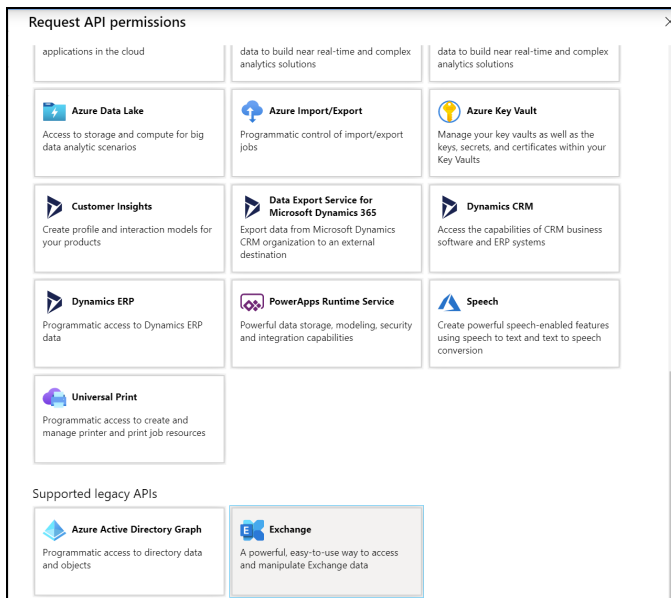 Request API permissions
applications in the cloud
data to build near real-time and complex
analytics solutions
data to build near real-time and complex
analytics solutions
Azure Data Lake
Access to storage and compute for big
data analytic scenarios
Azure Import/Export
Programmatic control of import/export
jobs
Azure Key Vault
Manage your key vaults as well as the
keys, secrets, and certificates within your
Key Vaults
Customer Insights
Create profile and interaction models for
your products
Data Export Service for
Microsoft Dynamics 365
Export data from Microsoft Dynamics
CRM organization to an external
destination
Dynamics CRM
Access the capabilities of CRM business
software and ERP systems
Dynamics ERP
Programmatic access to Dynamics ERP
data
PowerApps Runtime Service
Powerful data storage, modeling, security
and integration capabilities
Speech
Create powerful speech-enabled features
using speech to text and text to speech
conversion
Universal Print
Programmatic access to create and
manage printer and print job resources
Supported legacy APIs
Azure Active Directory Graph
Programmatic access to directory data
and objects
E
Exchange
A powerful, easy-to-use way to access
and manipulate Exchange data